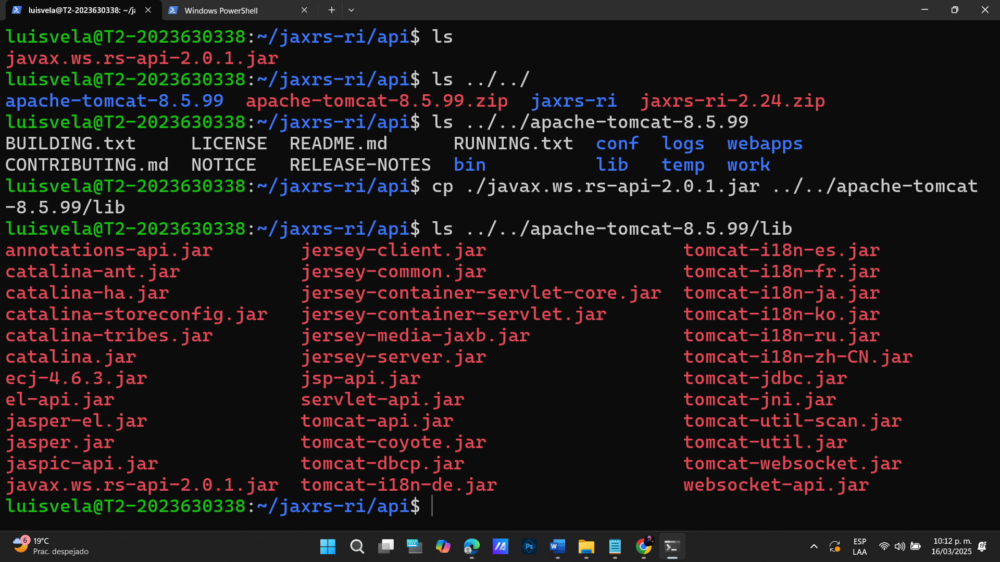 luisvela@T2-2023630338: ~/ja
Windows PowerShell
luisvela@T2-2023630338:~/jaxrs-ri/api$ ls
javax.ws.rs-api-2.0.1.jar
luisvela@T2-2023630338:~/jaxrs-ri/api$ ls ../../
apache-tomcat-8.5.99  apache-tomcat-8.5.99.zip  jaxrs-ri  jaxrs-ri-2.24.zip
luisvela@T2-2023630338:~/jaxrs-ri/api$ ls ../../apache-tomcat-8.5.99
BUILDING.txt     LICENSE  README.md      RUNNING.txt  conf  logs  webapps
CONTRIBUTING.md  NOTICE   RELEASE-NOTES  bin          lib   temp  work
luisvela@T2-2023630338:~/jaxrs-ri/api$ cp ./javax.ws.rs-api-2.0.1.jar ../../apache-tomcat
-8.5.99/lib
luisvela@T2-2023630338:~/jaxrs-ri/api$ ls ../../apache-tomcat-8.5.99/lib
annotations-api.jar        jersey-client.jar                  tomcat-i18n-es.jar
catalina-ant.jar           jersey-common.jar                  tomcat-i18n-fr.jar
catalina-ha.jar            jersey-container-servlet-core.jar  tomcat-i18n-ja.jar
catalina-storeconfig.jar   jersey-container-servlet.jar       tomcat-i18n-ko.jar
catalina-tribes.jar        jersey-media-jaxb.jar              tomcat-i18n-ru.jar
catalina.jar               jersey-server.jar                  tomcat-i18n-zh-CN.jar
ecj-4.6.3.jar              jsp-api.jar                        tomcat-jdbc.jar
el-api.jar                 servlet-api.jar                    tomcat-jni.jar
jasper-el.jar              tomcat-api.jar                     tomcat-util-scan.jar
jasper.jar                 tomcat-coyote.jar                  tomcat-util.jar
jaspic-api.jar             tomcat-dbcp.jar                    tomcat-websocket.jar
javax.ws.rs-api-2.0.1.jar  tomcat-i18n-de.jar                 websocket-api.jar
luisvela@T2-2023630338:~/jaxrs-ri/api$
6
19°C
Prac. despejado
Ps
W
ESP
LAA
10:12 p. m.
16/03/2025